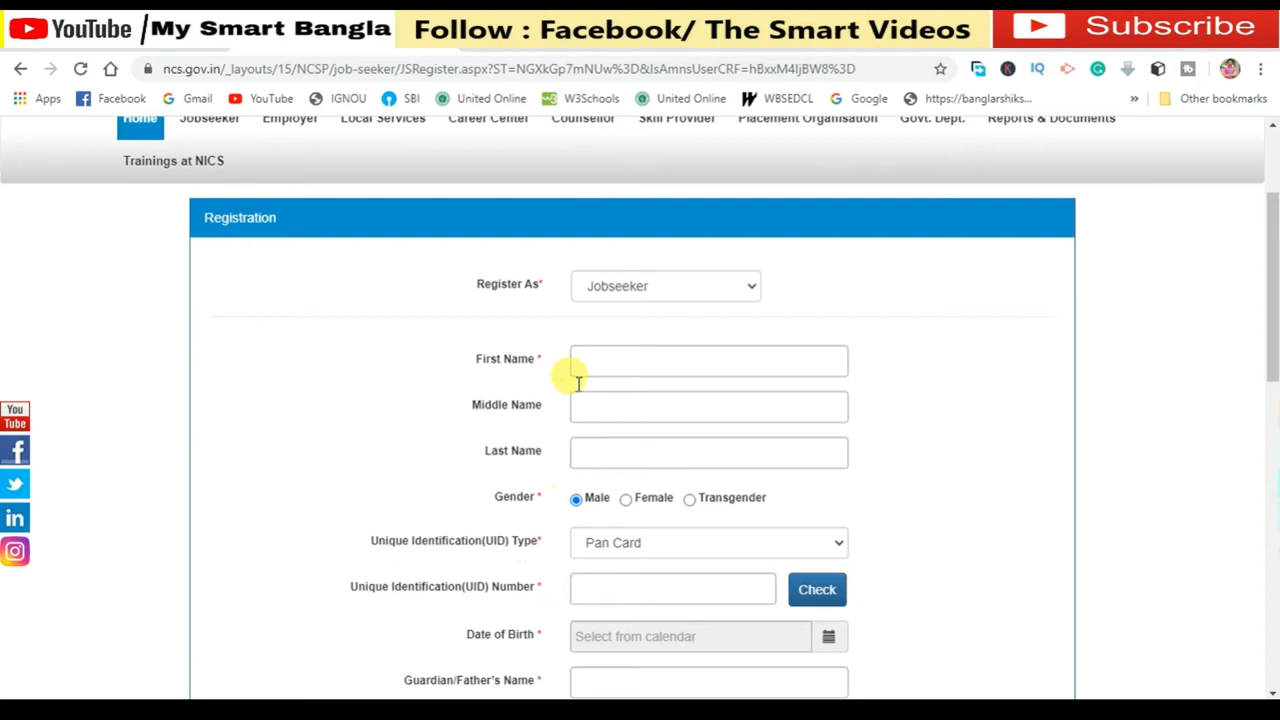 YouTube /My Smart Bangla Follow : Facebook/ The Smart Videos Subscribe
ncs.gov.in/_layouts/15/NCSP/job-seeker/JSRegister.aspx?ST=NGXkGp7mNUw%3D&IsAmnsUserCRF=hBxxM4IjBW8%3D
Apps Facebook Gmail YouTube IGNOU SBI United Online W3Schools United Online WBSEDCL Google https://banglarshiks... » Other bookmarks
Home Jobseeker Employer Local Services Career Center Counsellor Skill Provider Placement Organisation Govt. Dept. Reports & Documents
Trainings at NICS
Registration
Register As* Jobseeker
First Name *
Middle Name
Last Name
Gender * Male Female Transgender
Unique Identification(UID) Type* Pan Card
Unique Identification(UID) Number * Check
Date of Birth * Select from calendar
Guardian/Father's Name *
You
Tube